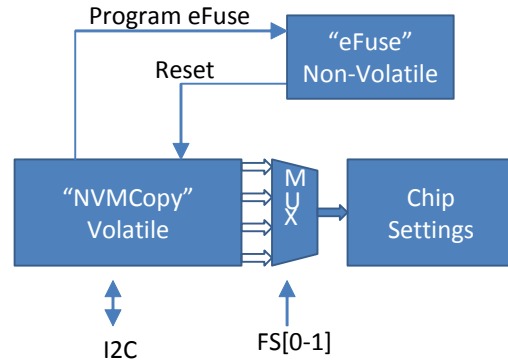 Program eFuse
“eFuse”
Non-Volatile
Reset
“NVMCopy”
Volatile
M
U
X
Chip
Settings
I2C
FS[0-1]